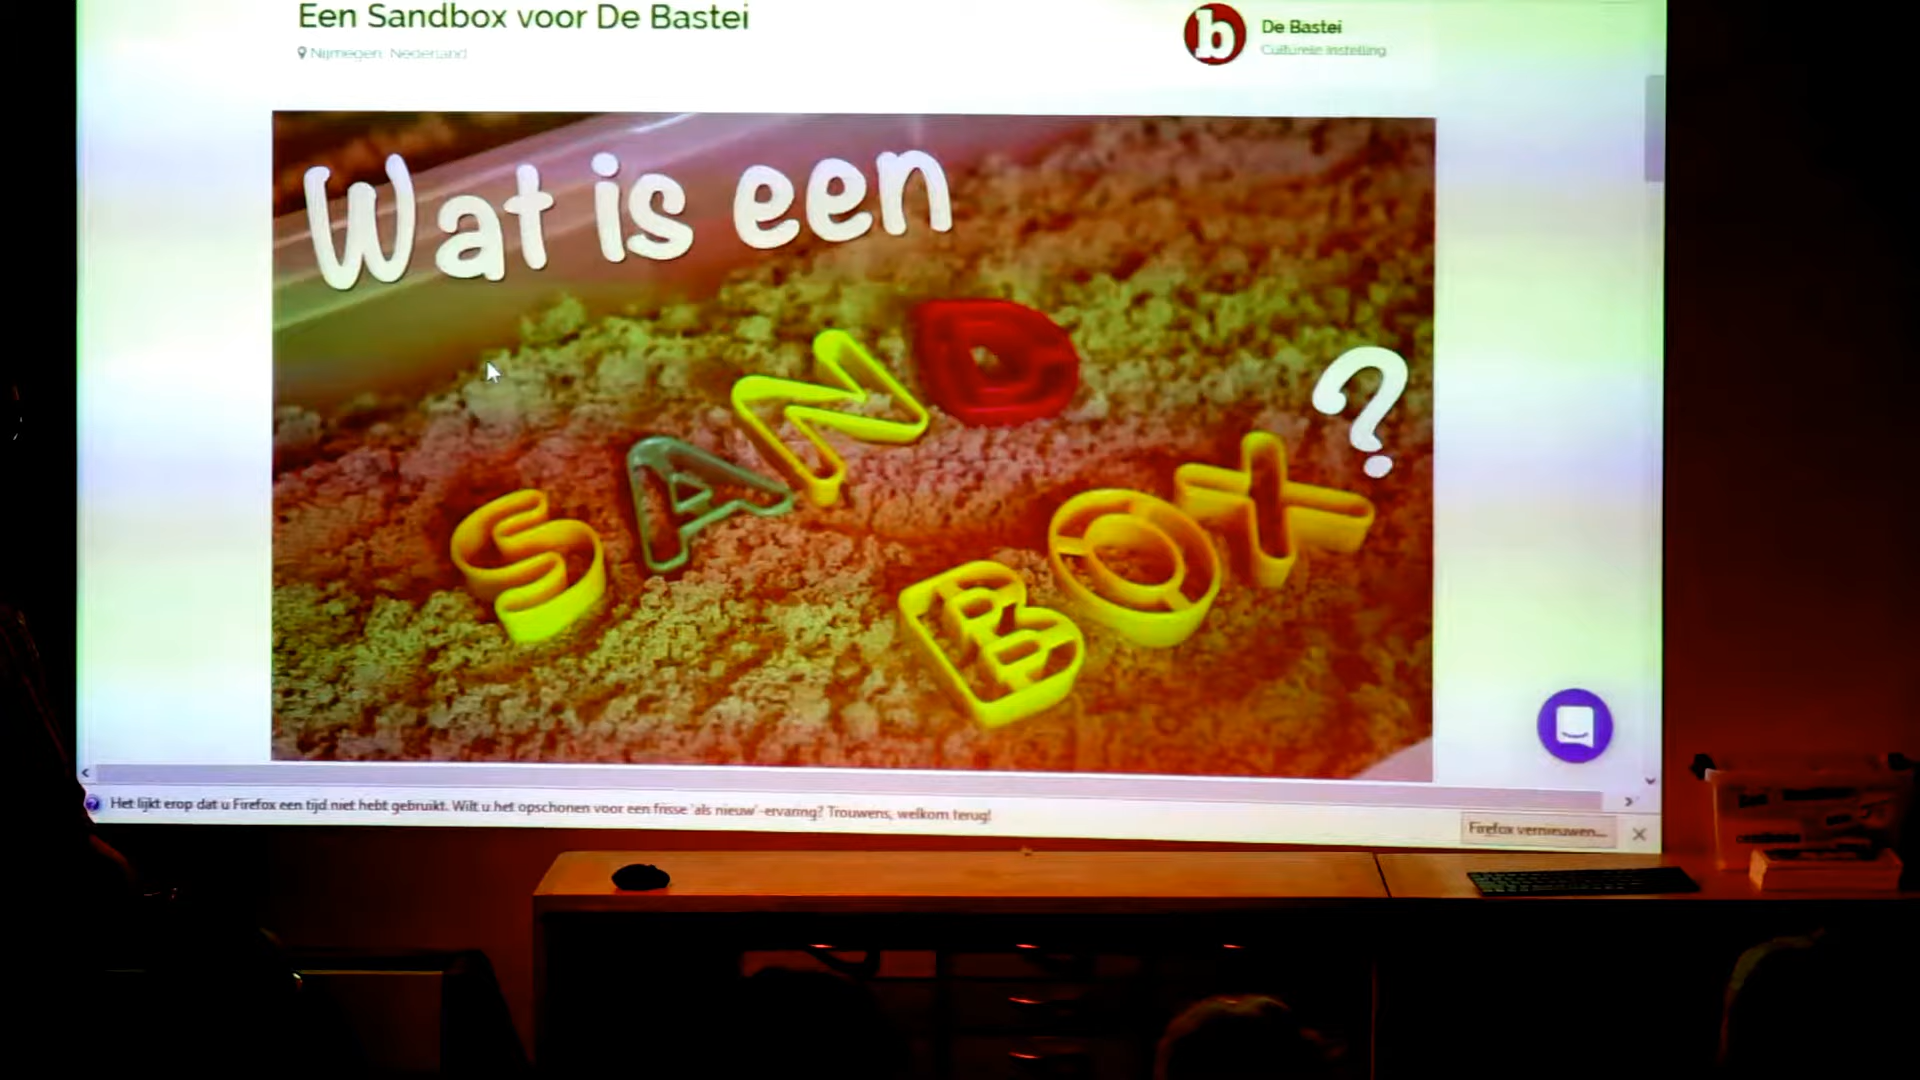 Een Sandbox voor De Bastei
Nijmegen, Nederland
b
De Bastei
Culturele instelling
Wat is een
SAND
BOX?
Het lijkt erop dat u Firefox een tijd niet hebt gebruikt. Wilt u het opschonen voor een frisse 'als nieuw'-ervaring? Trouwens, welkom terug!
Firefox vernieuwen...